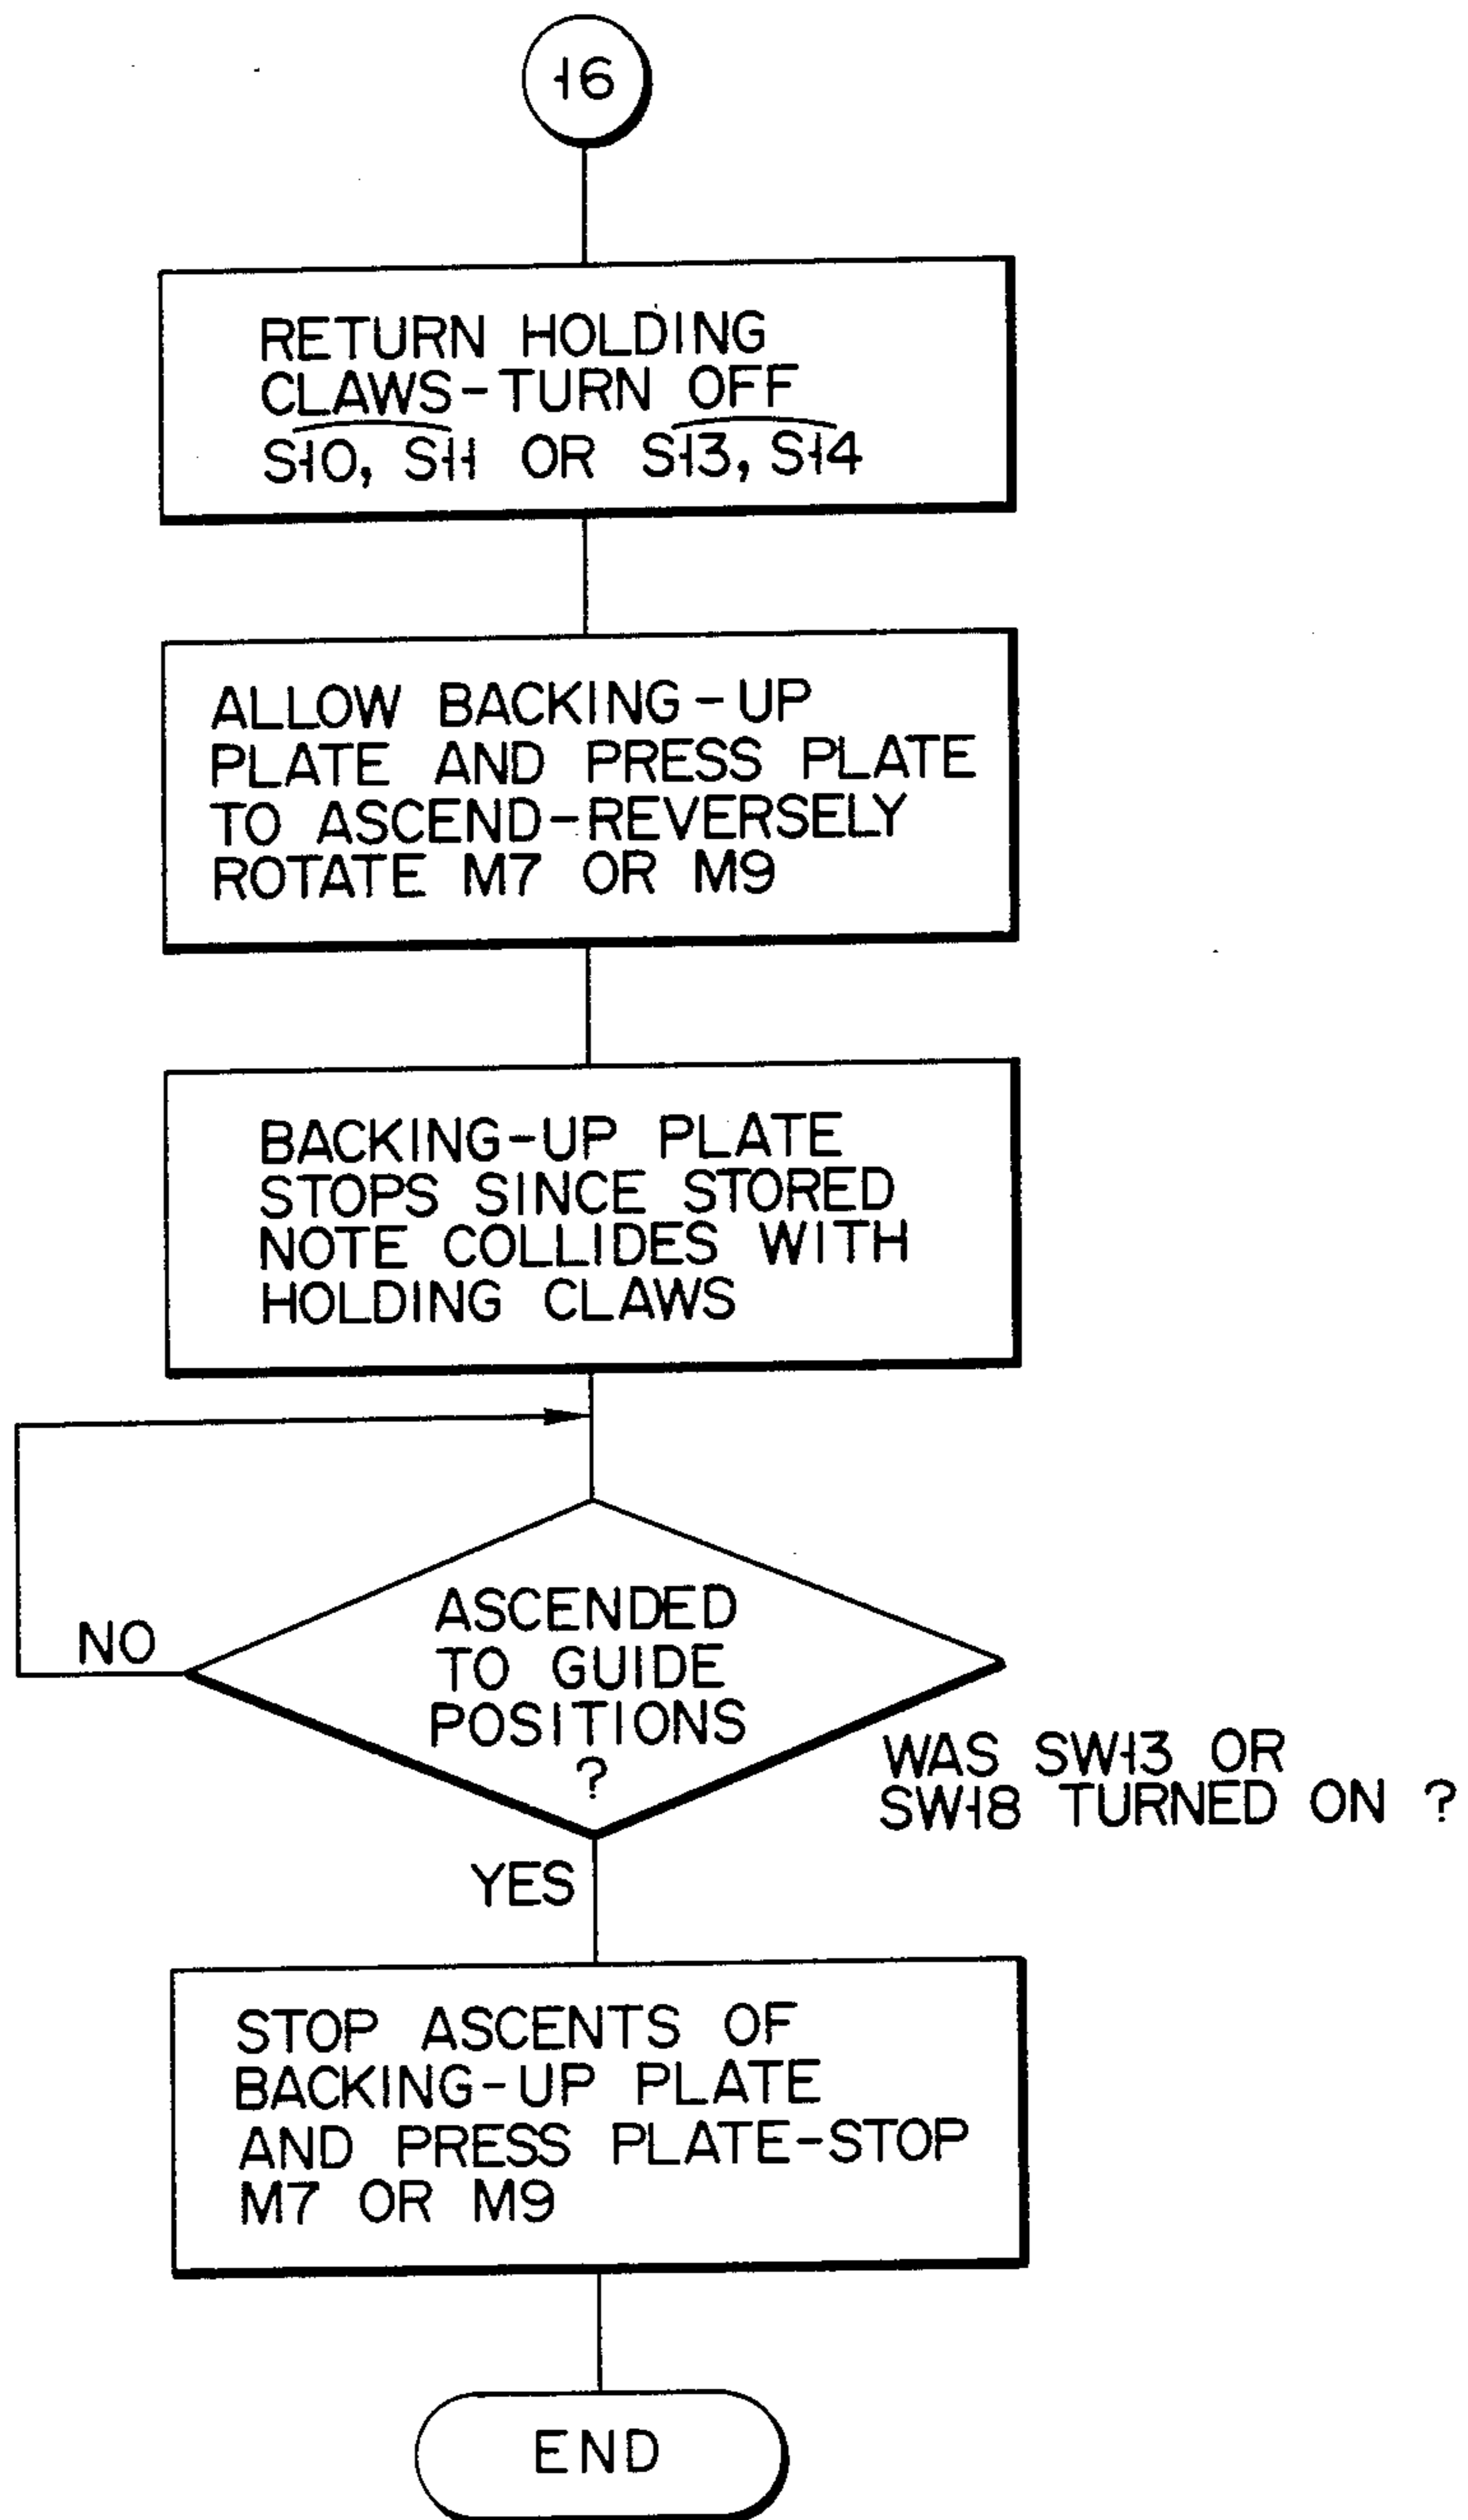 16
RETURN HOLDING
CLAWS-TURN OFF
S10, S11 OR S13, S14
ALLOW BACKING-UP
PLATE AND PRESS PLATE
TO ASCEND-REVERSELY
ROTATE M7 OR M9
BACKING-UP PLATE
STOPS SINCE STORED
NOTE COLLIDES WITH
HOLDING CLAWS
ASCENDED
TO GUIDE
POSITIONS
?
NO
WAS SW13 OR
SW18 TURNED ON ?
YES
STOP ASCENTS OF
BACKING-UP PLATE
AND PRESS PLATE-STOP
M7 OR M9
END